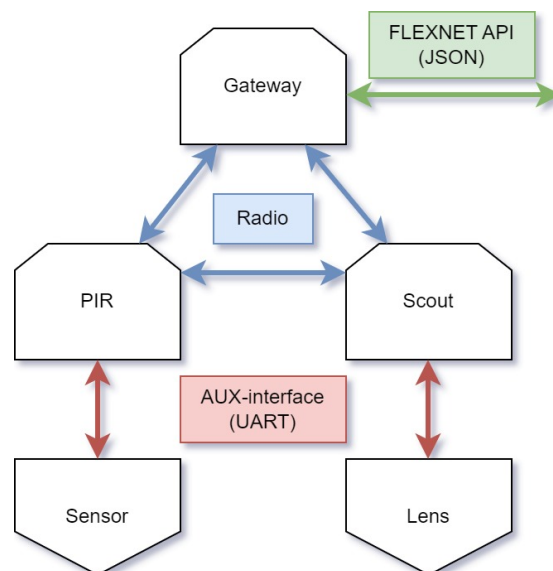 FLEXNET API
(JSON)
Gateway
Radio
PIR
Scout
AUX-interface
(UART)
Sensor
Lens